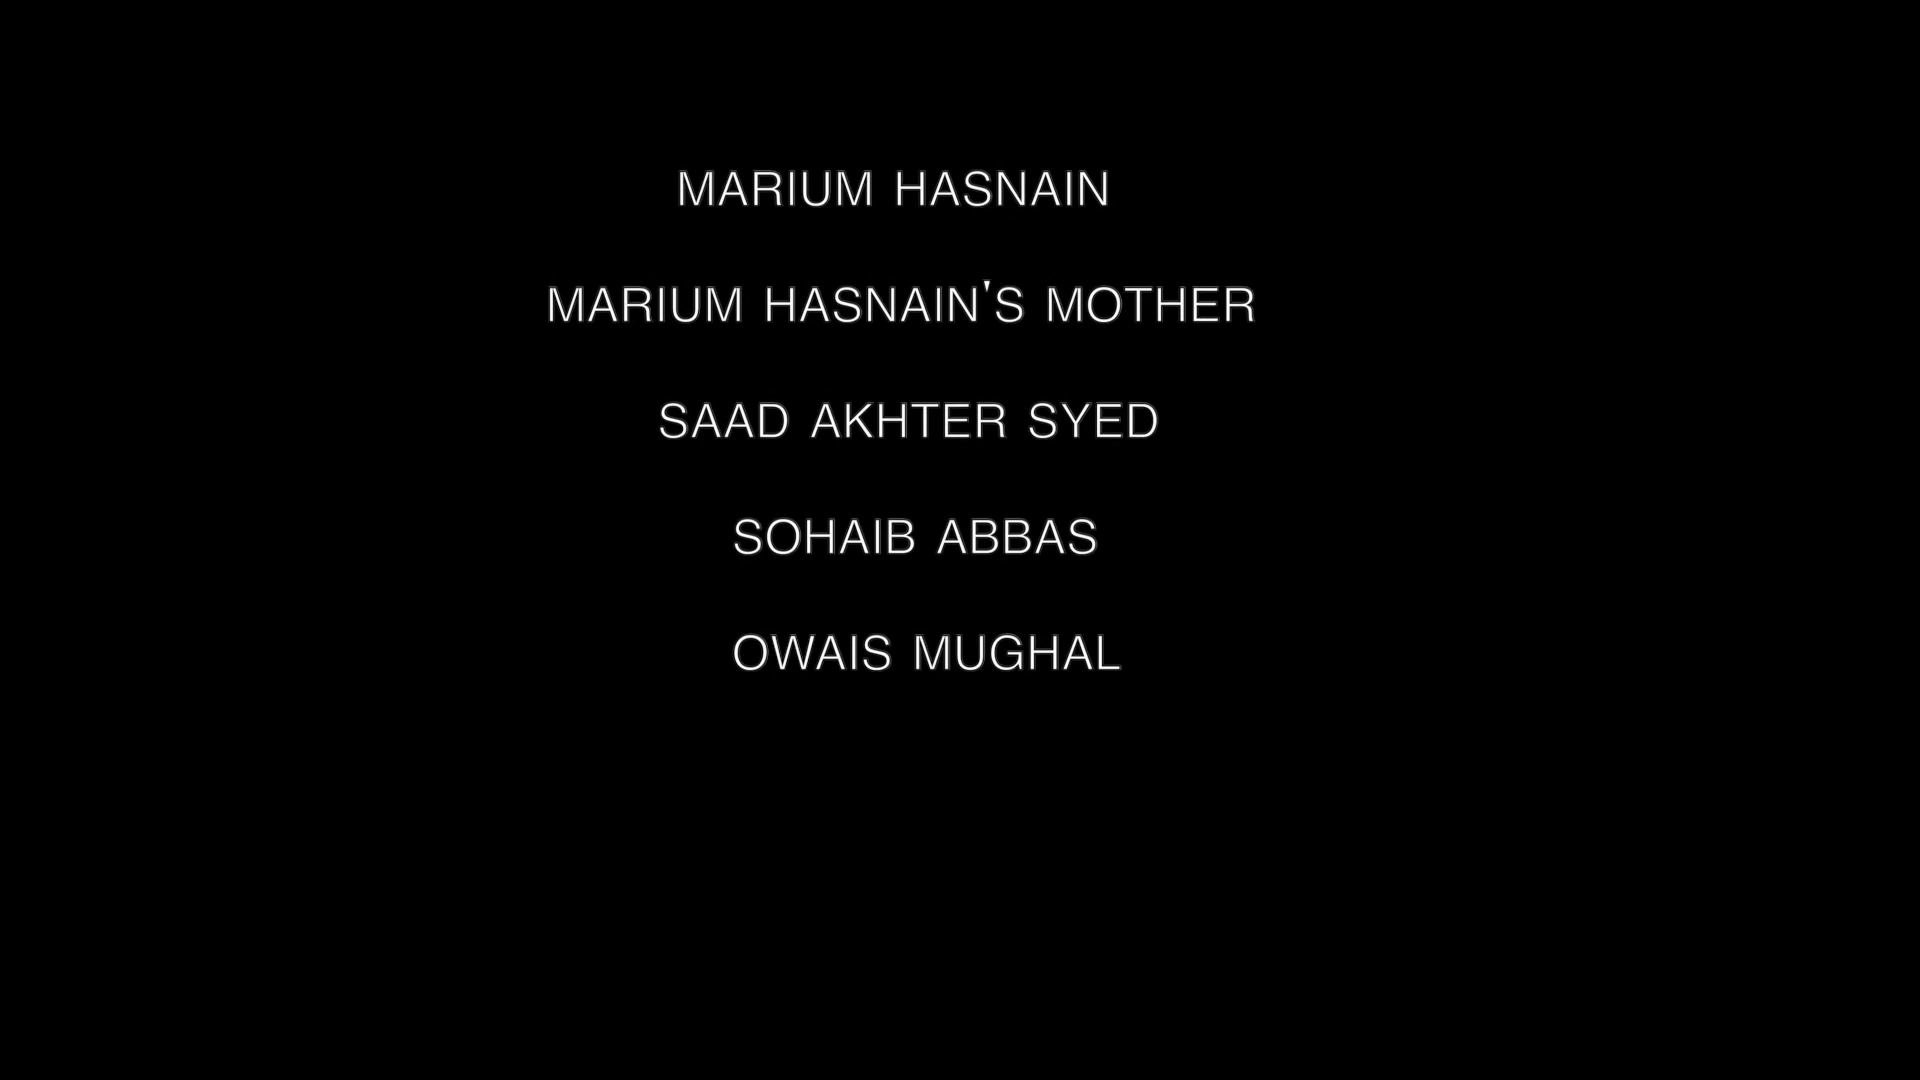 MARIUM HASNAIN
MARIUM HASNAIN'S MOTHER
SAAD AKHTER SYED
SOHAIB ABBAS
OWAIS MUGHAL